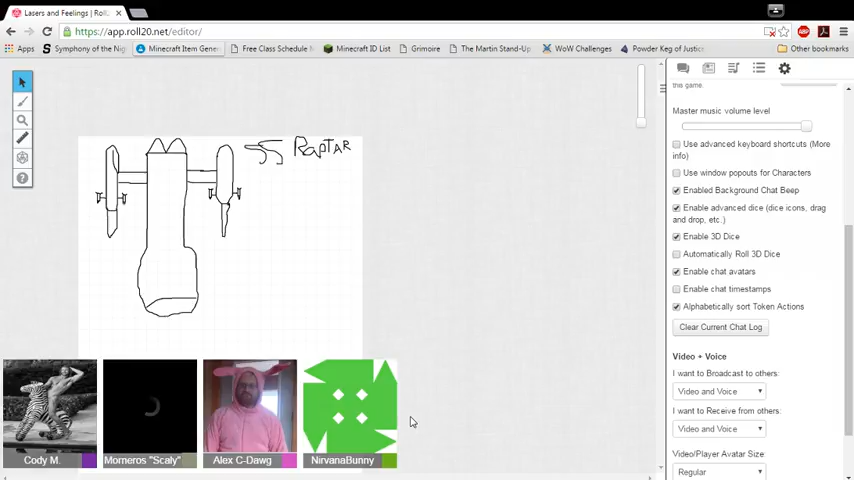 Lasers and Feelings | R
https://app.roll20.net/editor/
Apps
Symphony of the Nig
Minecraft Item Gener
Free Class Schedule M
Minecraft ID List
Grimoire
The Martin Stand-Up
WoW Challenges
Powder Keg of Justic
Other bookmarks
this game.
Master music volume level
Use advanced keyboard shortcuts (More
info)
Use window popouts for Characters
Enabled Background Chat Beep
Enable advanced dice (dice icons, drag
and drop, etc.)
Enable 3D Dice
Automatically Roll 3D Dice
Enable chat avatars
Enable chat timestamps
Alphabetically sort Token Actions
Clear Current Chat Log
Video + Voice
I want to Broadcast to others:
Video and Voice
I want to Receive from others:
Video and Voice
Video/Player Avatar Size:
Regular
RAPTAR
Cody M.
Morneros "Scaly"
Alex C-Dawg
NirvanaBunny
ABP